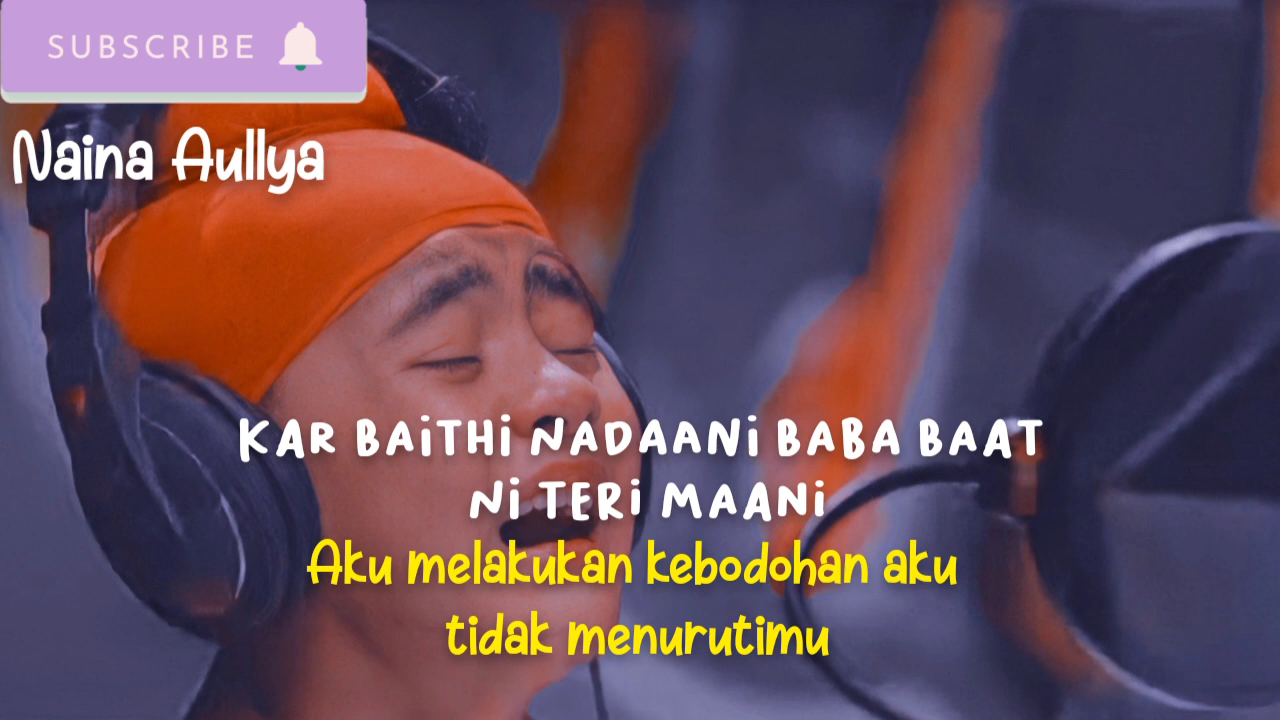 SUBSCRIBE
Naina Aullya
KAR BAITHI NADAANI BABA BAAT
NI TERI MAANI
Aku melakukan kebodohan aku
tidak menurutimu